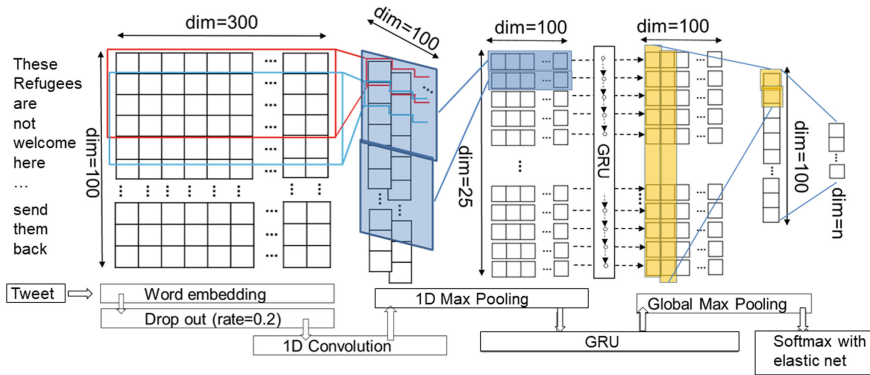 dim=300
dim=100
dim=100
dim=100
These
Refugees
are
not
welcome
here
...
send
them
back
dim=100
dim=25
GRU
dim=100
dim=n
Tweet
Word embedding
Drop out (rate=0.2)
1D Convolution
1D Max Pooling
GRU
Global Max Pooling
Softmax with
elastic net